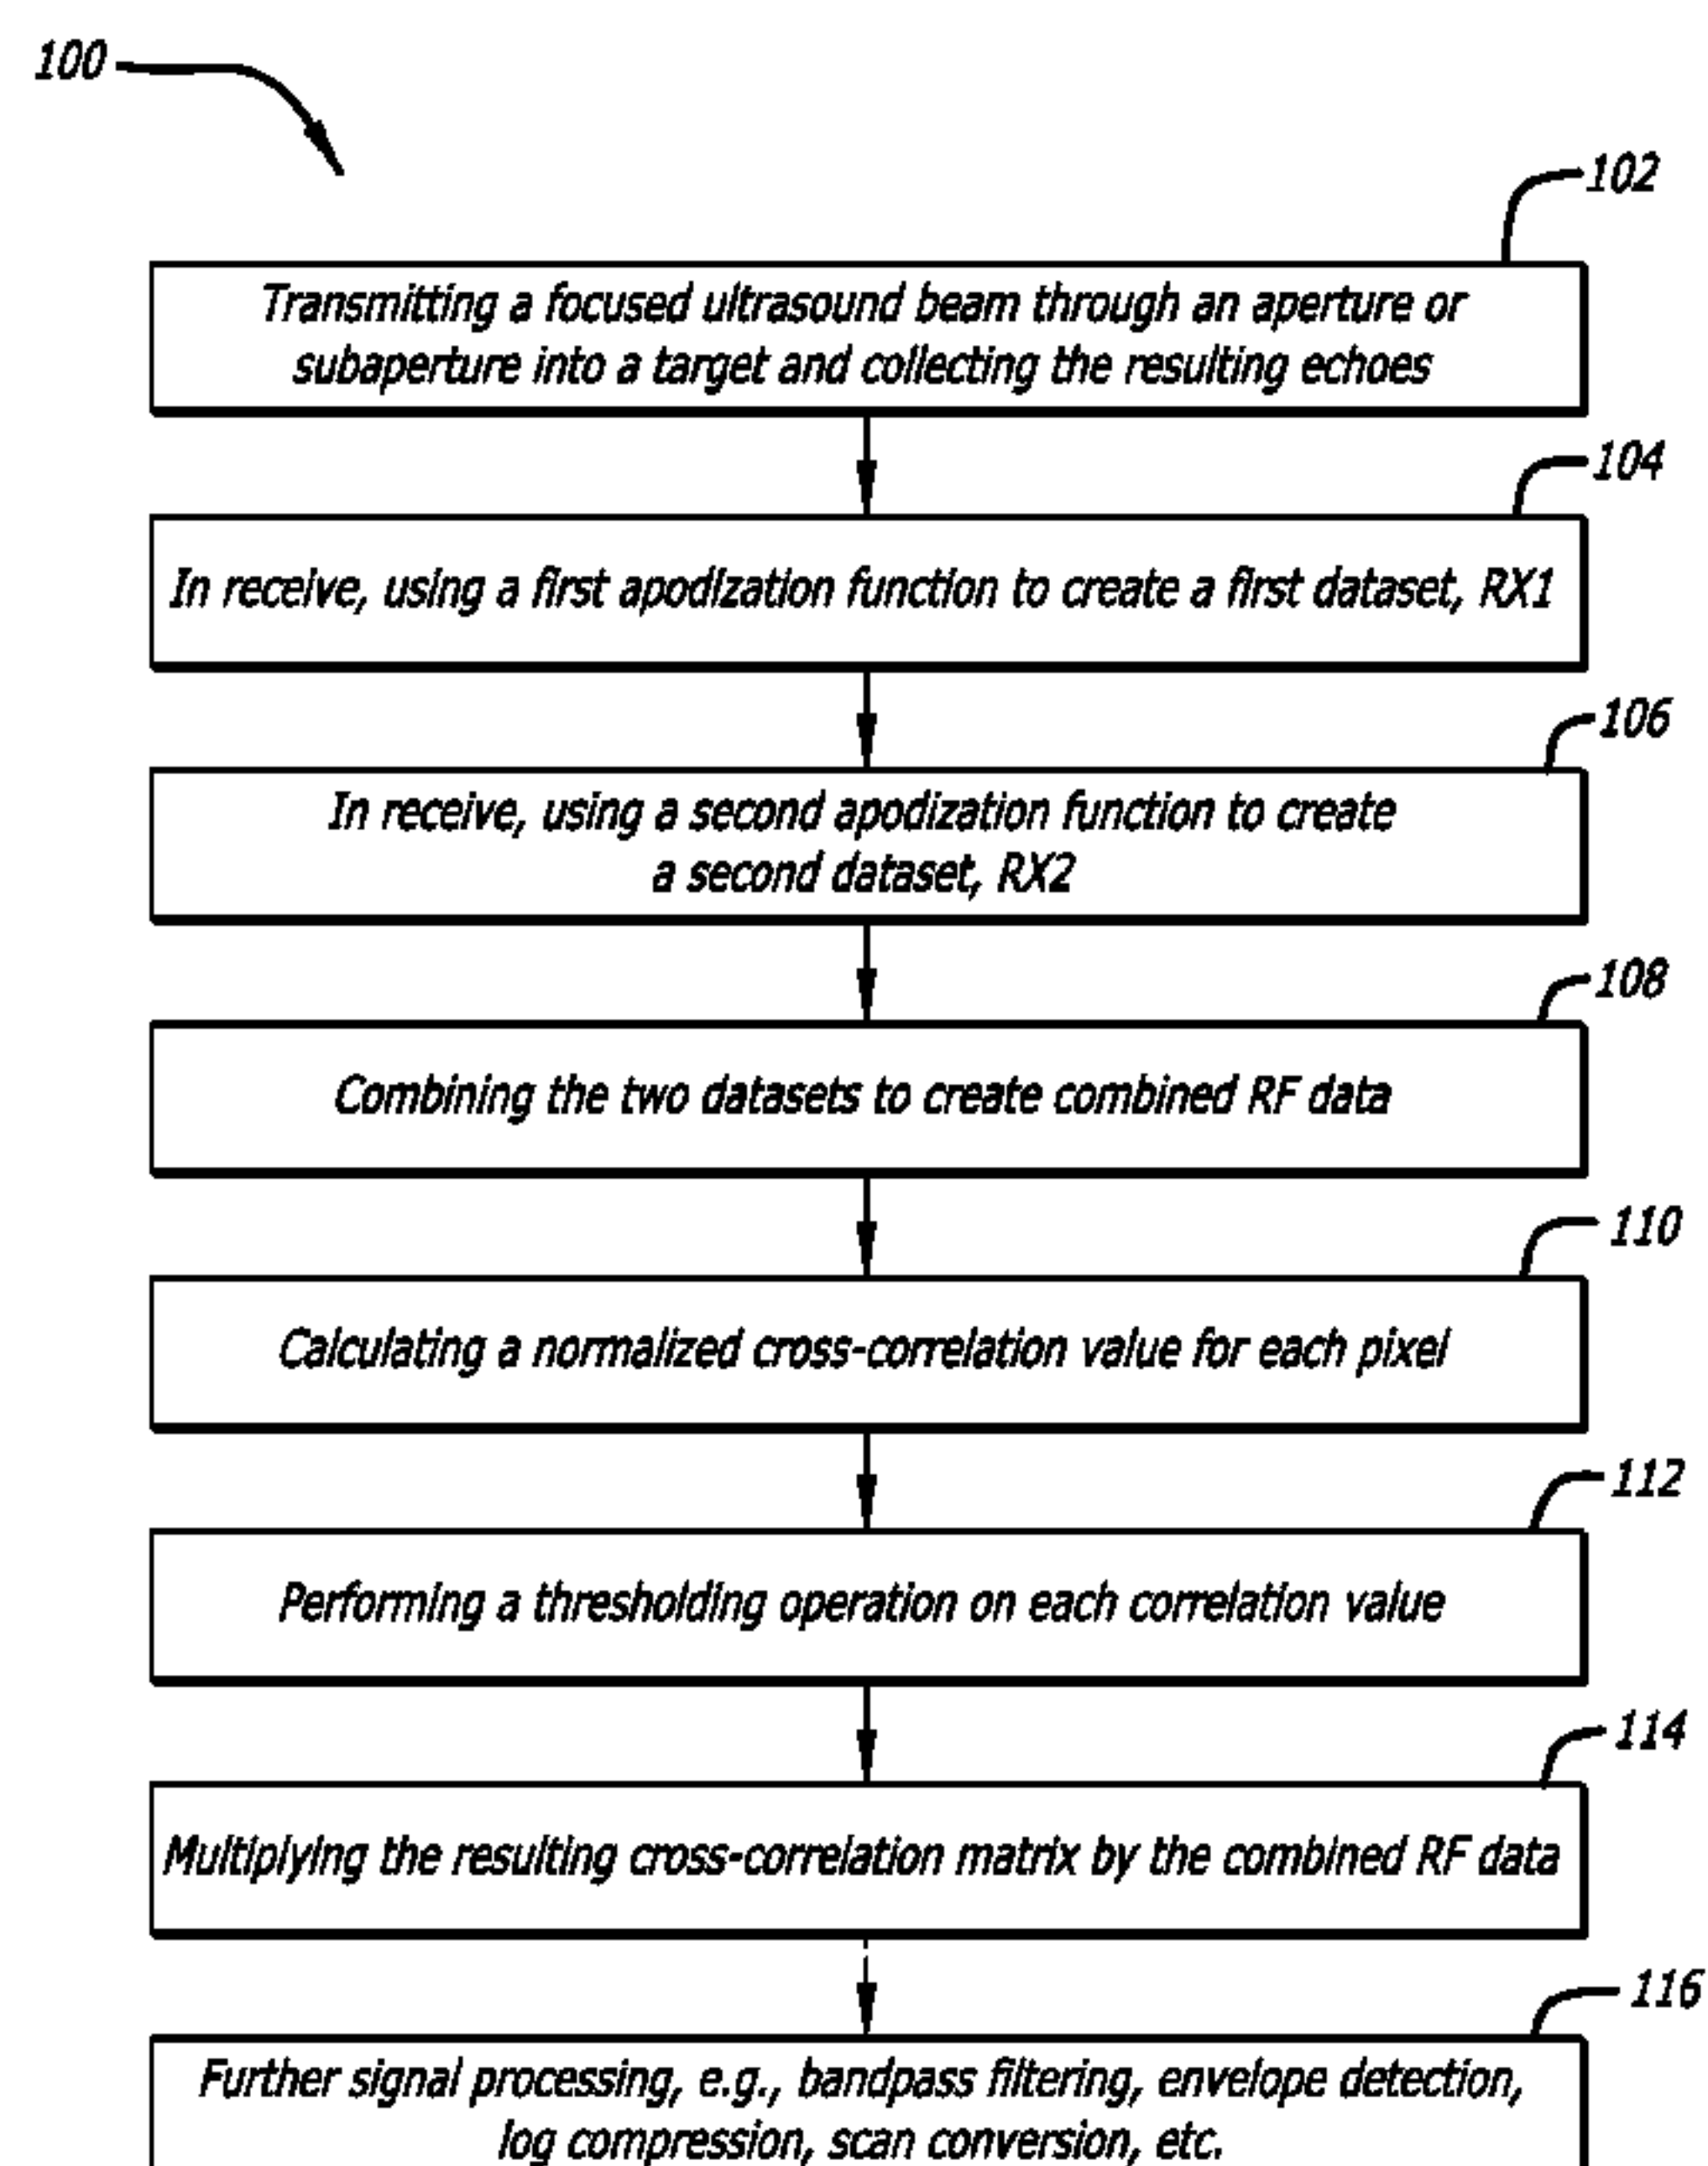 100
102
Transmitting a focused ultrasound beam through an aperture or
subaperture into a target and collecting the resulting echoes
104
In receive, using a first apodization function to create a first dataset, RX1
106
In receive, using a second apodization function to create
a second dataset, RX2
108
Combining the two datasets to create combined RF data
110
Calculating a normalized cross-correlation value for each pixel
112
Performing a thresholding operation on each correlation value
114
Multiplying the resulting cross-correlation matrix by the combined RF data
116
Further signal processing, e.g., bandpass filtering, envelope detection,
log compression, scan conversion, etc.